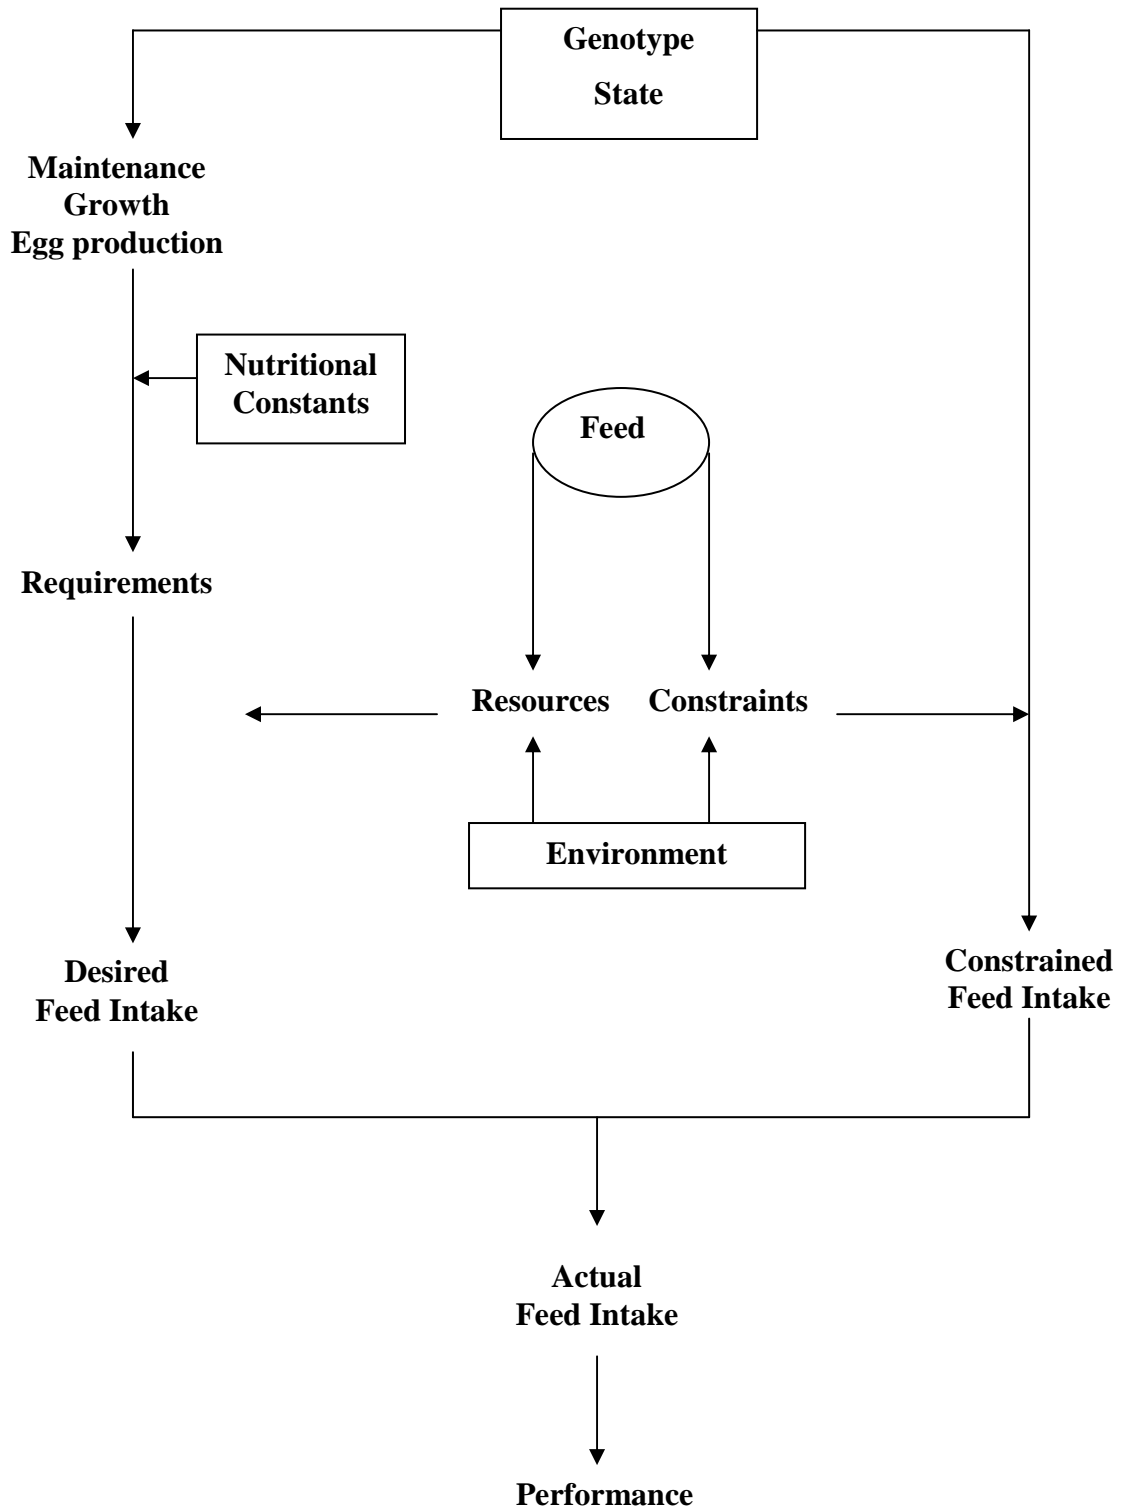 Genotype
State
Maintenance
Growth
Egg production
Nutritional
Constants
Feed
Requirements
Resources
Constraints
Environment
Desired
Feed Intake
Constrained
Feed Intake
Actual
Feed Intake
Performance